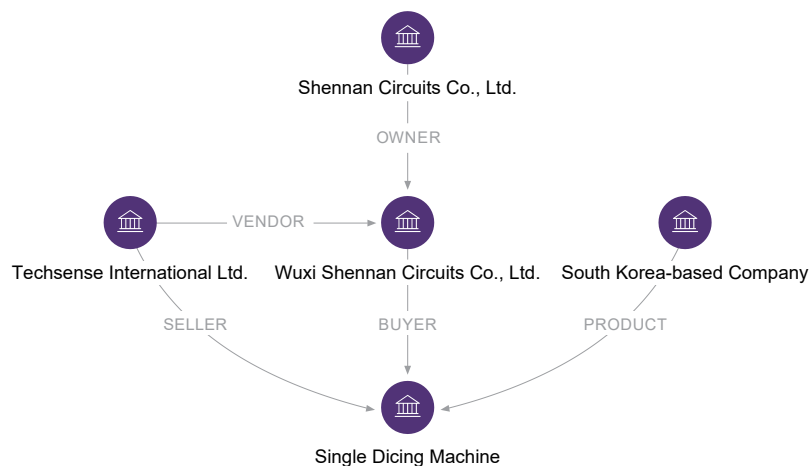 Shennan Circuits Co., Ltd.
OWNER
VENDOR
Techsense International Ltd.
Wuxi Shennan Circuits Co., Ltd.
South Korea-based Company
SELLER
BUYER
PRODUCT
Single Dicing Machine